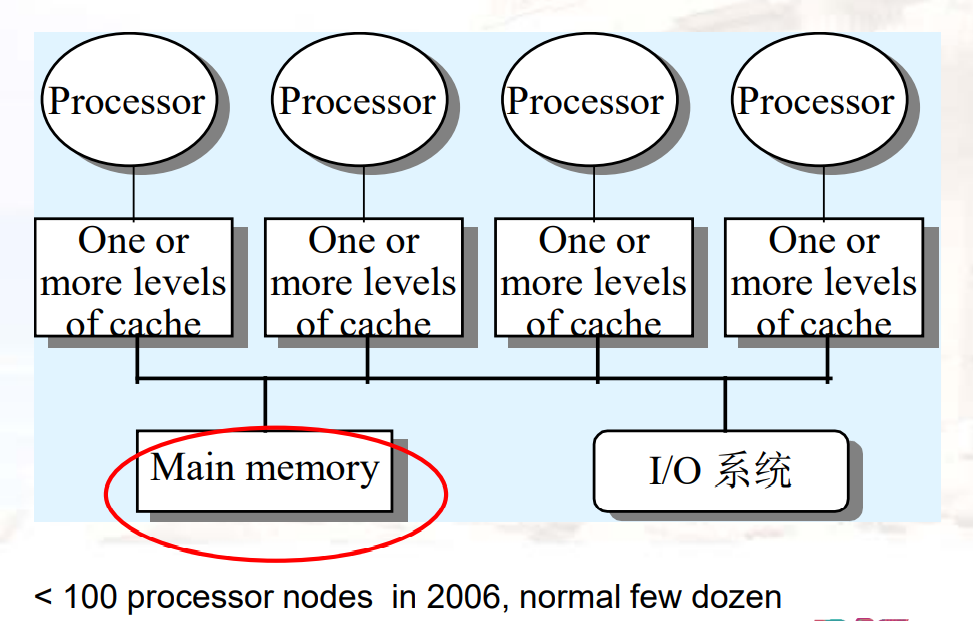 Processor
Processor
Processor
Processor
One or
more levels
of cache
One or
more levels
of cache
One or
more levels
of cache
One or
more levels
of cache
Main memory
I/O 系统
< 100 processor nodes in 2006, normal few dozen